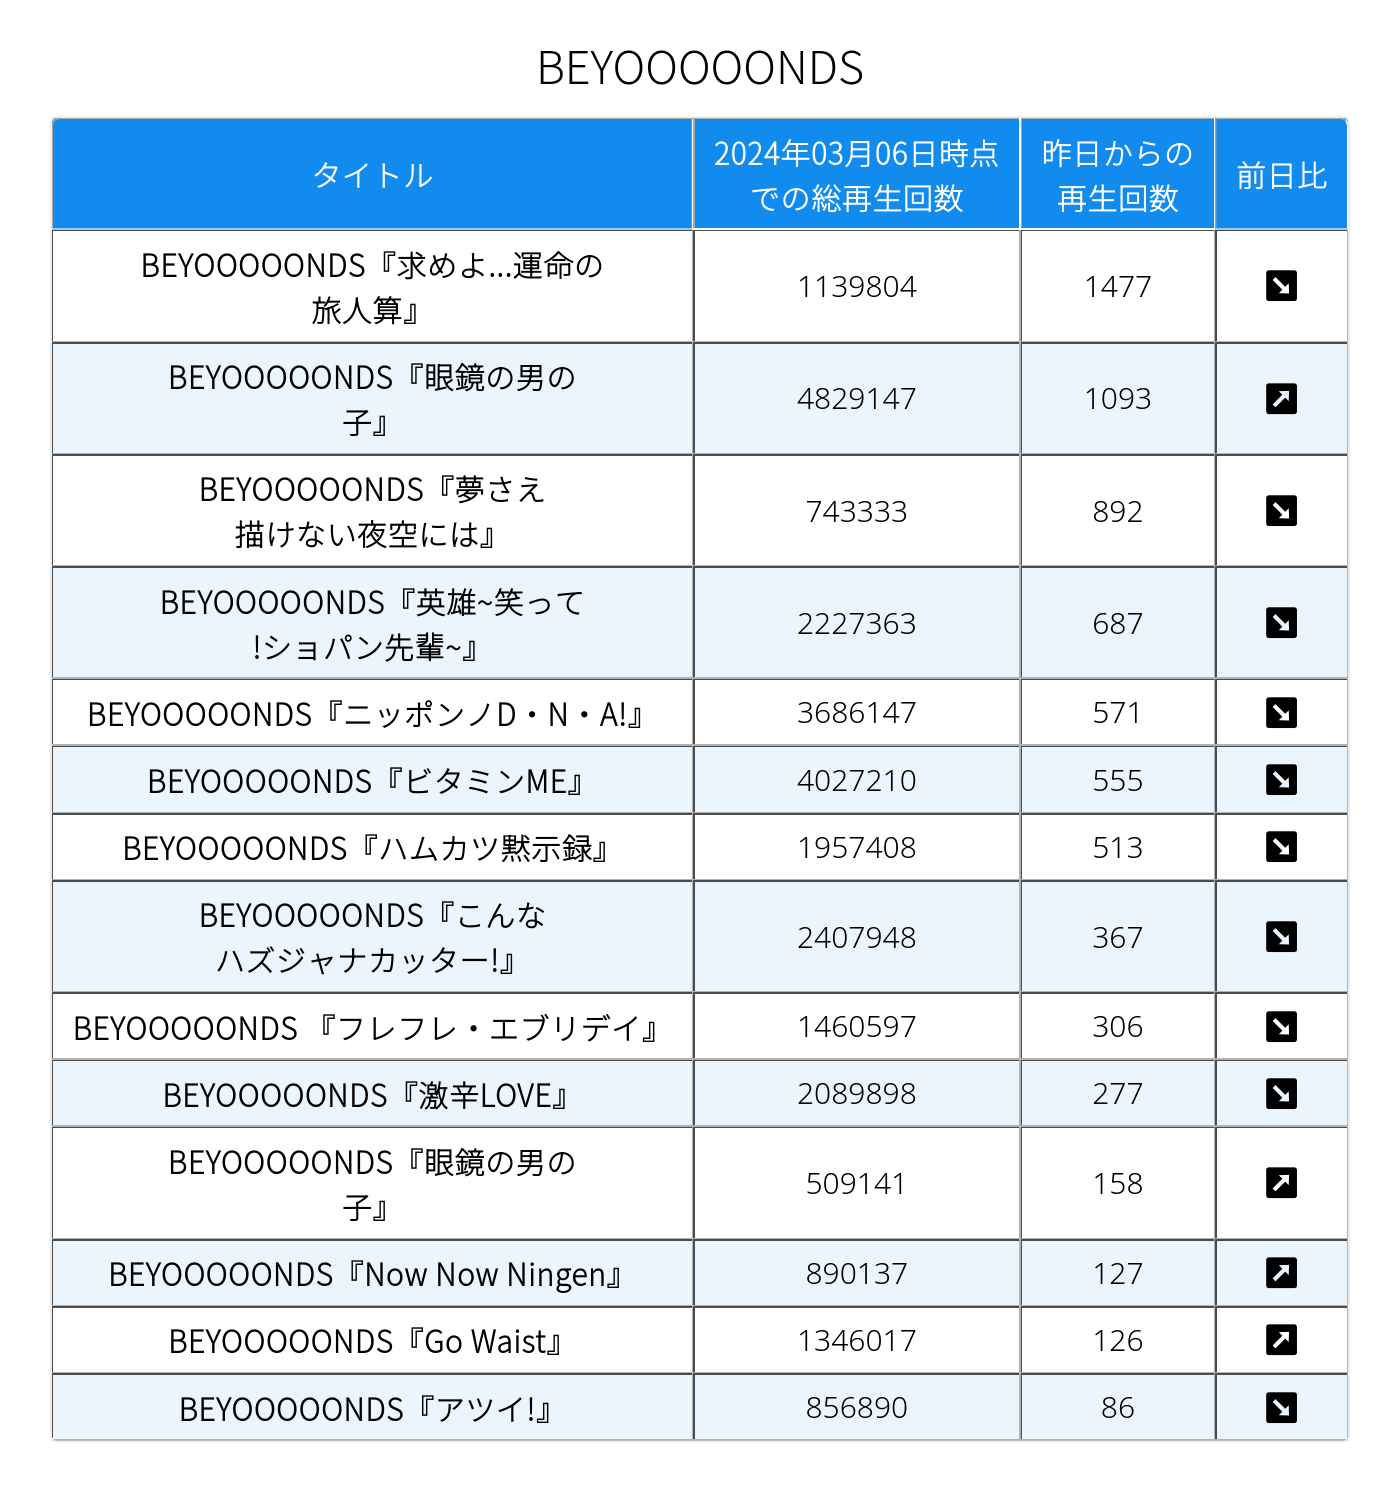 BEYOOOOONDS
タイトル
2024年03月06日時点
での総再生回数
昨日からの
再生回数
前日比
BEYOOOOONDS『求めよ...運命の
旅人算』
1139804
1477
↘
BEYOOOOONDS『眼鏡の男の
子』
4829147
1093
↗
BEYOOOOONDS『夢さえ
描けない夜空には』
743333
892
↘
BEYOOOOONDS『英雄~笑って
!ショパン先輩~』
2227363
687
↘
BEYOOOOONDS『ニッポンノD・N・A!』
3686147
571
↘
BEYOOOOONDS『ビタミンME』
4027210
555
↘
BEYOOOOONDS『ハムカツ黙示録』
1957408
513
↘
BEYOOOOONDS『こんな
ハズジャナカッター!』
2407948
367
↘
BEYOOOOONDS 『フレフレ・エブリデイ』
1460597
306
↘
BEYOOOOONDS『激辛LOVE』
2089898
277
↘
BEYOOOOONDS『眼鏡の男の
子』
509141
158
↗
BEYOOOOONDS『Now Now Ningen』
890137
127
↗
BEYOOOOONDS『Go Waist』
1346017
126
↗
BEYOOOOONDS『アツイ!』
856890
86
↘